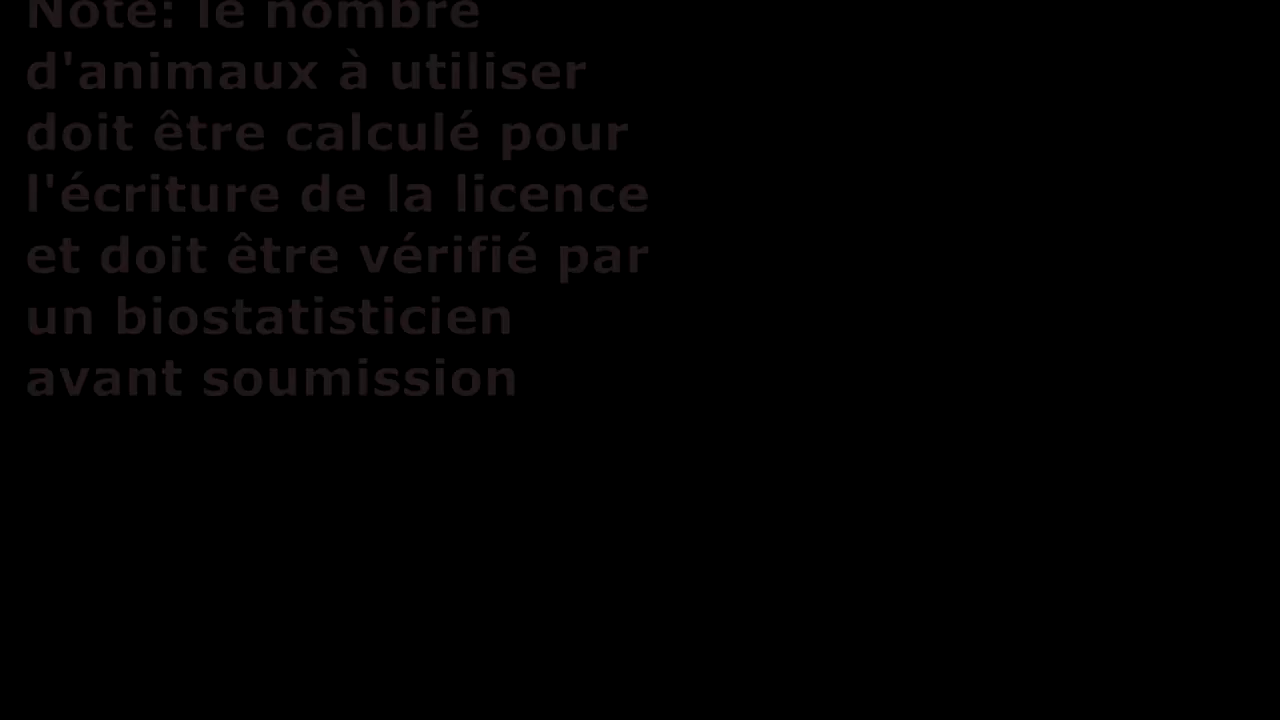 Note: le nombre
d'animaux à utiliser
doit être calculé pour
l'écriture de la licence
et doit être vérifié par
un biostatisticien
avant soumission